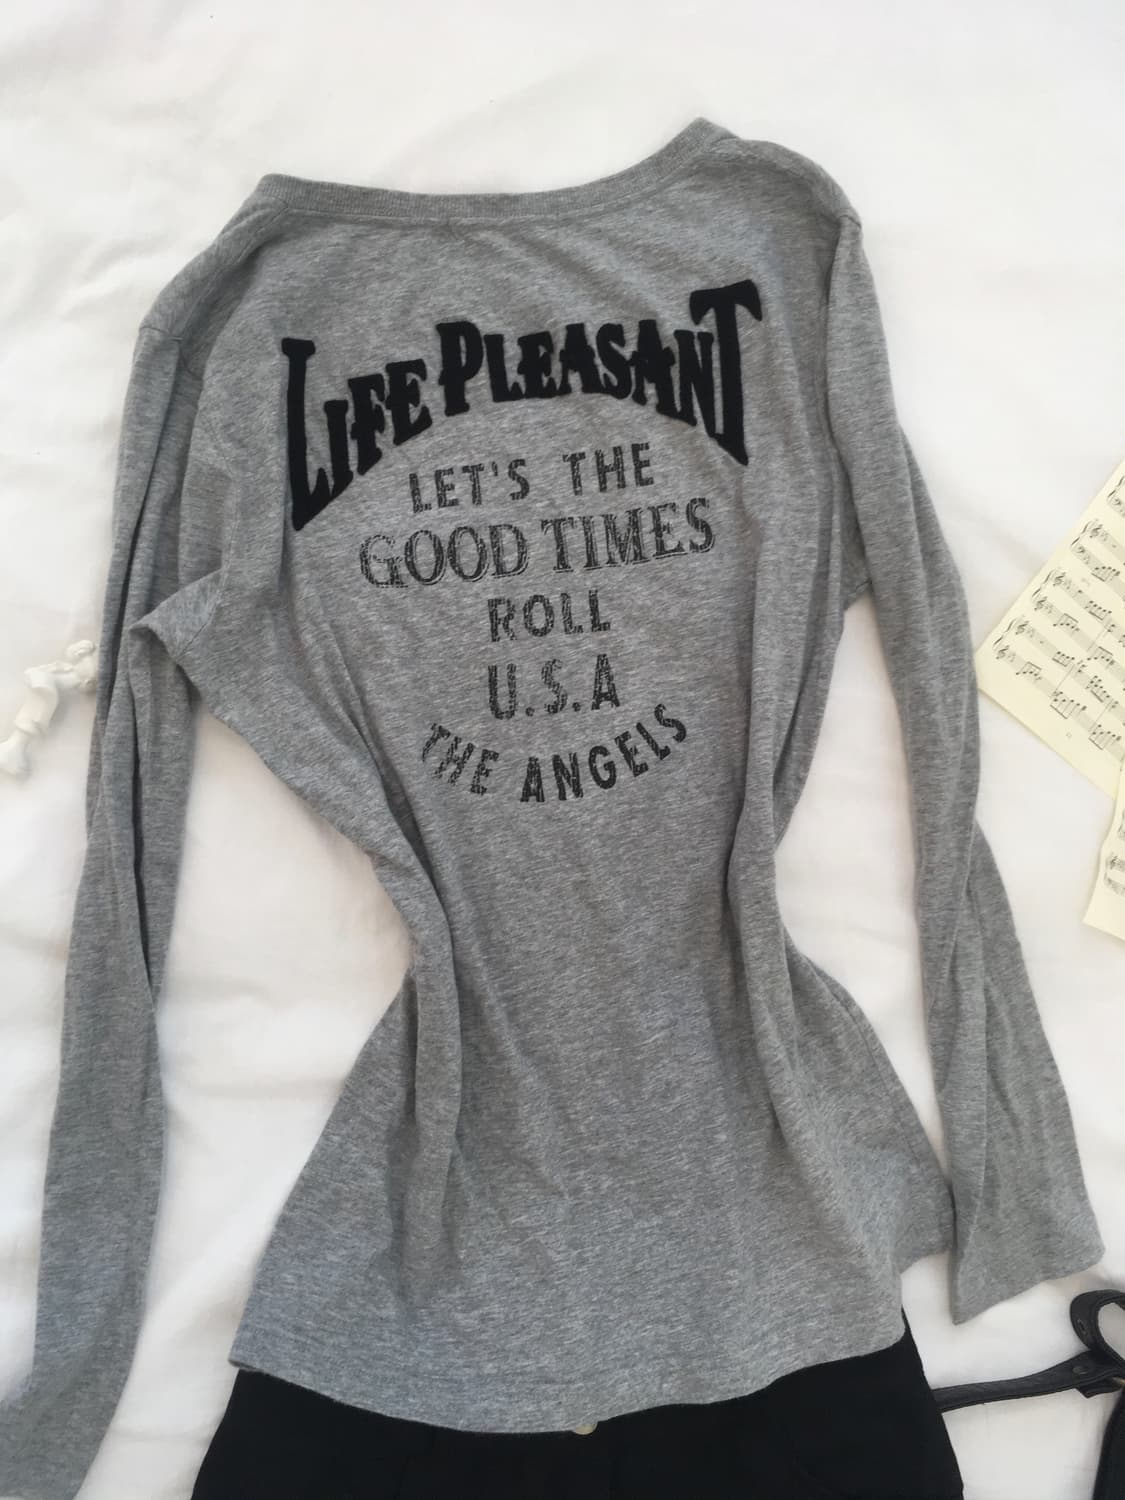 LIFE PLEASANT
LET'S THE
GOOD TIMES
ROLL
U.S.A
THE ANGELS